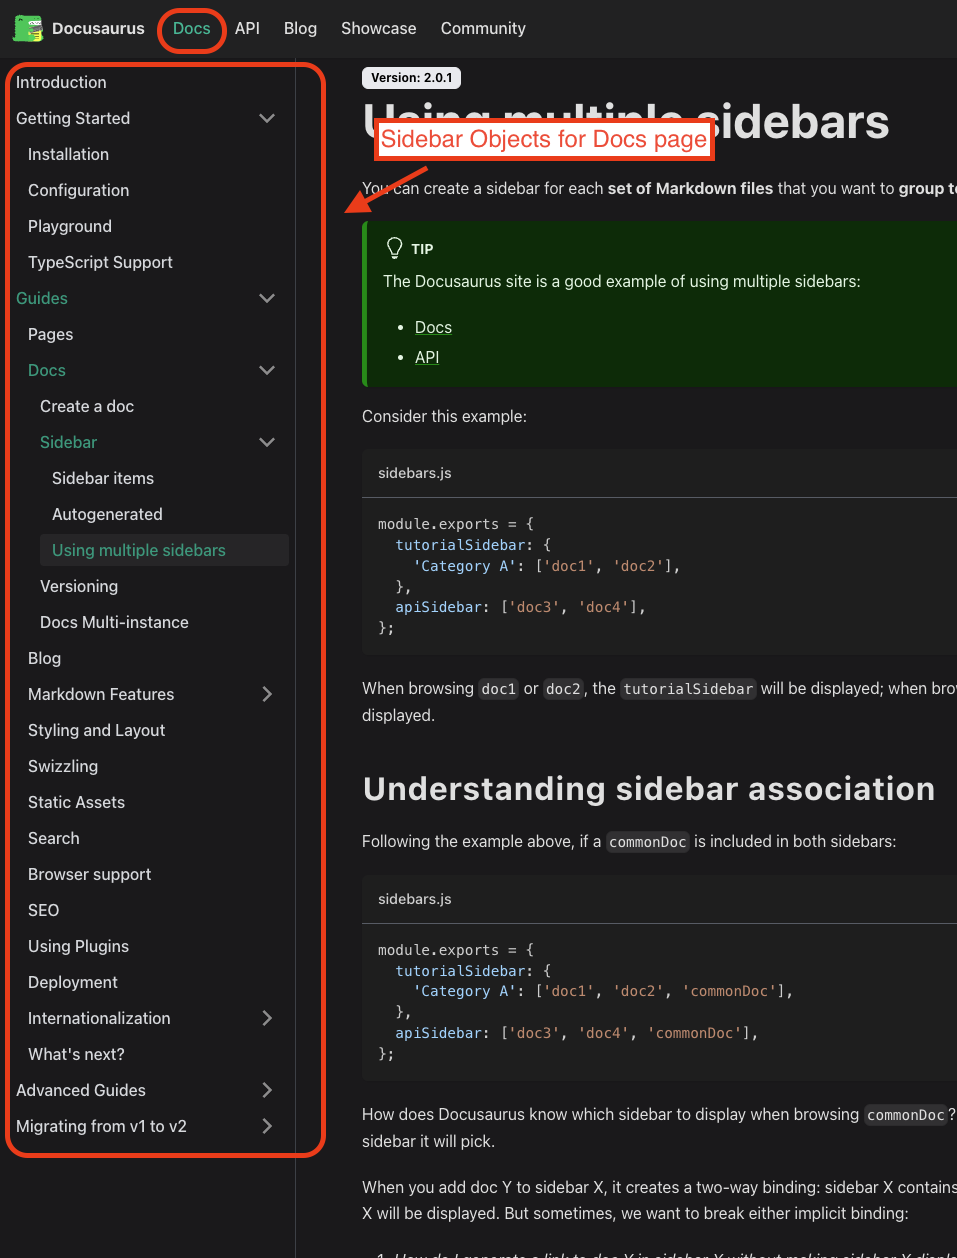 Docusaurus Docs API Blog Showcase Community
Introduction
Getting Started
Installation
Configuration
Playground
TypeScript Support
Guides
Pages
Docs
Create a doc
Sidebar
Sidebar items
Autogenerated
Using multiple sidebars
Versioning
Docs Multi-instance
Blog
Markdown Features
Styling and Layout
Swizzling
Static Assets
Search
Browser support
SEO
Using Plugins
Deployment
Internationalization
What's next?
Advanced Guides
Migrating from v1 to v2
Version: 2.0.1
Using multiple sidebars
Sidebar Objects for Docs page
You can create a sidebar for each set of Markdown files that you want to group
TIP
The Docusaurus site is a good example of using multiple sidebars:
• Docs
• API
Consider this example:
sidebars.js
module.exports = {
tutorialSidebar: {
'Category A': ['doc1', 'doc2'],
},
apiSidebar: ['doc3', 'doc4'],
};
When browsing doc1 or doc2, the tutorialSidebar will be displayed; when
displayed.
Understanding sidebar association
Following the example above, if a commonDoc is included in both sidebars:
sidebars.js
module.exports = {
tutorialSidebar: {
'Category A': ['doc1', 'doc2', 'commonDoc'],
},
apiSidebar: ['doc3', 'doc4', 'commonDoc'],
};
How does Docusaurus know which sidebar to display when browsing commonDoc?
sidebar it will pick.
When you add doc Y to sidebar X, it creates a two-way binding: sidebar X contains
X will be displayed. But sometimes, we want to break either implicit binding: